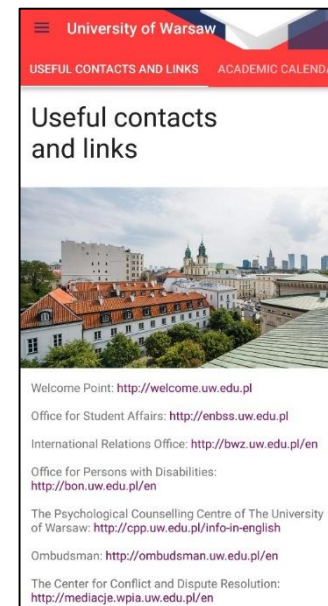 University of Warsaw
USEFUL CONTACTS AND LINKS ACADEMIC CALENDA
Useful contacts
and links
Welcome Point: http://welcome.uw.edu.pl
Office for Student Affairs: http://enbss.uw.edu.pl
International Relations Office: http://bwz.uw.edu.pl/en
Office for Persons with Disabilities:
http://bon.uw.edu.pl/en
The Psychological Counselling Centre of The University
of Warsaw: http://cpp.uw.edu.pl/info-in-english
Ombudsman: http://ombudsman.uw.edu.pl/en
The Center for Conflict and Dispute Resolution:
http://mediacje.wpia.uw.edu.pl/en